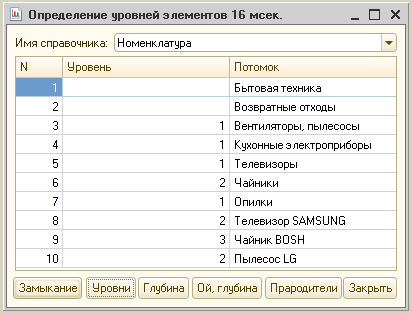 Определение уровней элементов 16 мсек.
Имя справочника: Номенклатура
N Уровень Потомок
1 Бытовая техника
2 Возвратные отходы
3 1 Вентиляторы, пылесосы
4 1 Кухонные электроприборы
5 1 Телевизоры
6 2 Чайники
7 1 Опилки
8 2 Телевизор SAMSUNG
9 3 Чайник BOSH
10 2 Пылесос LG
Замыкание Уровни Глубина Ой, глубина Прародители Закрыть